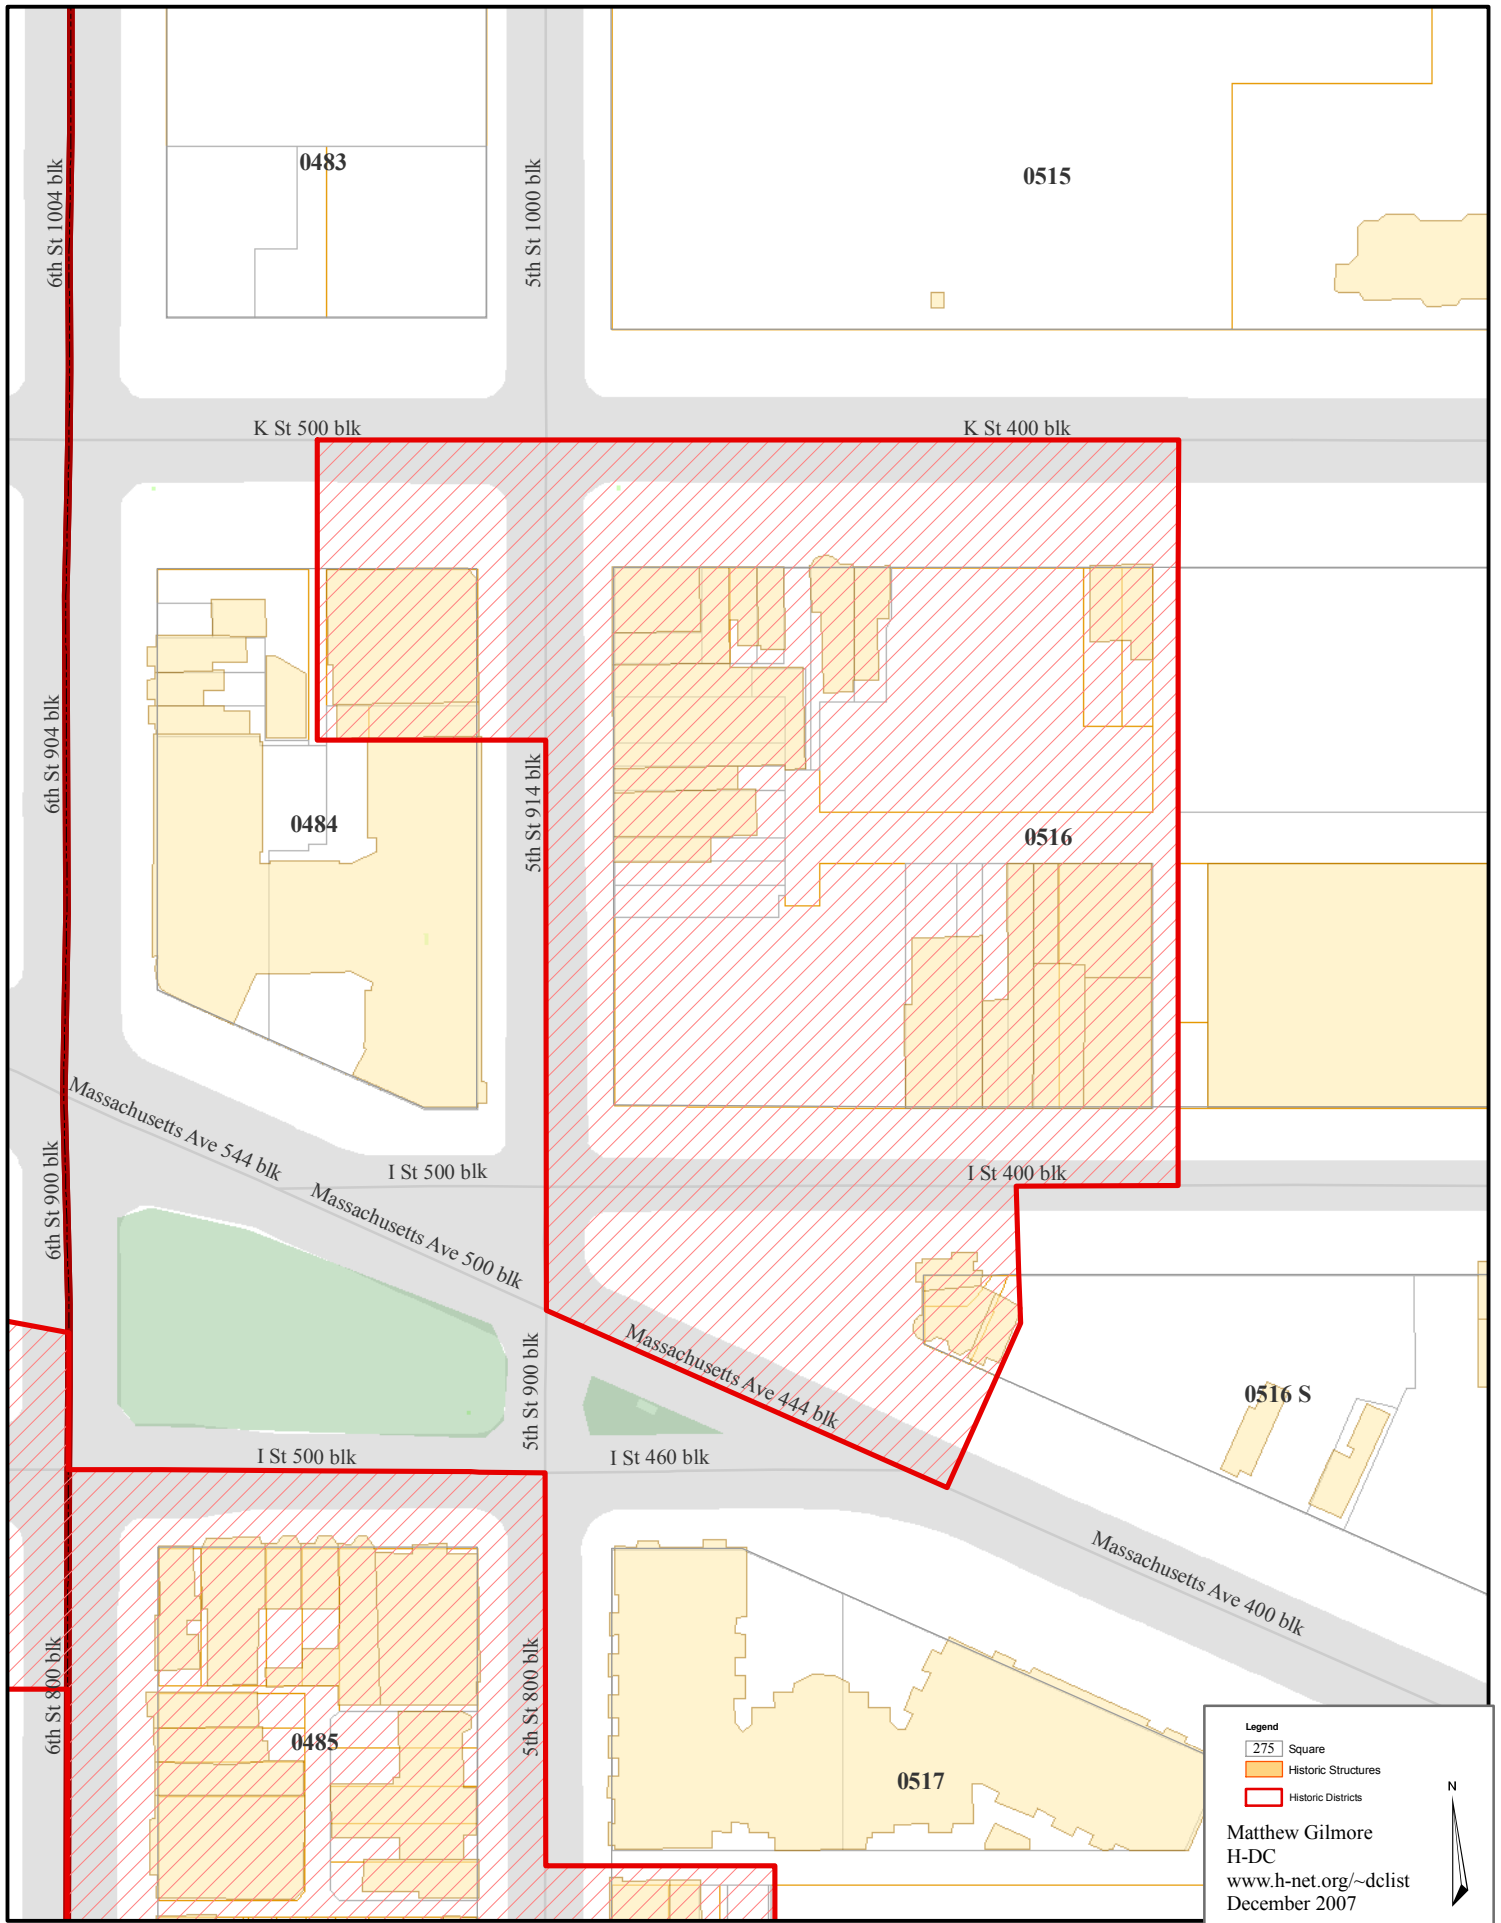 6th St 1004 blk
0483
5th St 1000 blk
0515
K St 500 blk
K St 400 blk
6th St 904 blk
0484
5th St 914 blk
0516
Massachusetts Ave 544 blk
I St 500 blk
I St 400 blk
6th St 900 blk
Massachusetts Ave 500 blk
Massachusetts Ave 444 blk
5th St 900 blk
0516 S
I St 500 blk
I St 460 blk
Massachusetts Ave 400 blk
6th St 800 blk
0485
5th St 800 blk
0517
Legend
275 Square
Historic Structures
Historic Districts
N
Matthew Gilmore
H-DC
www.h-net.org/~dclist
December 2007